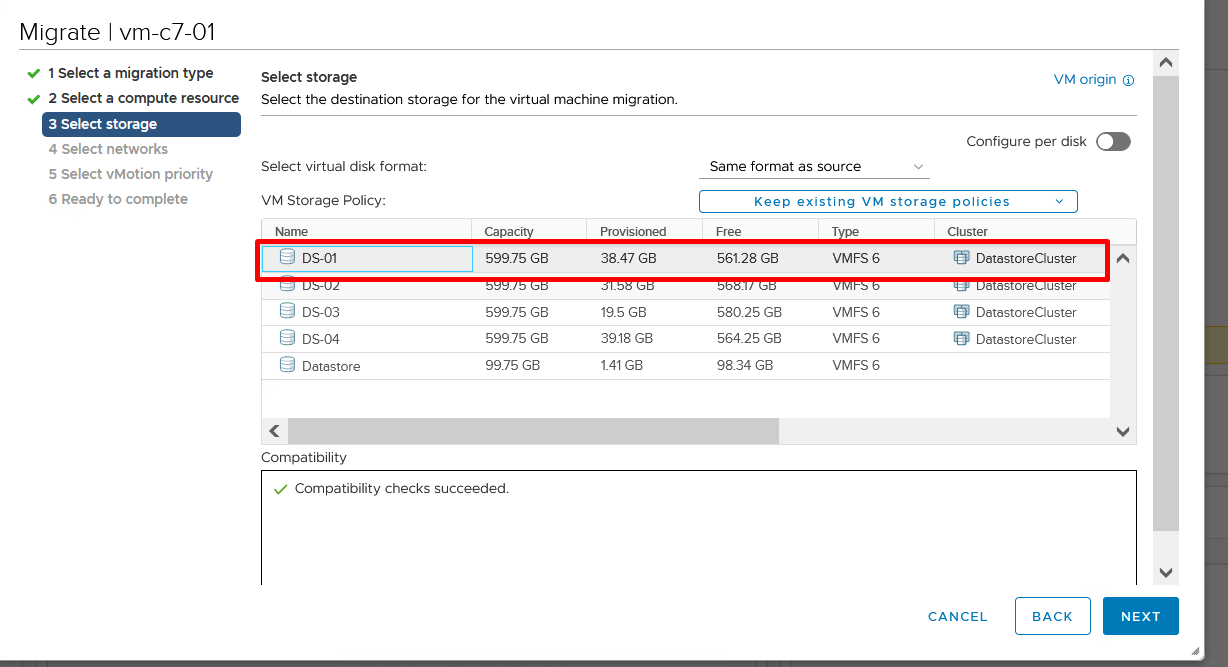 Migrate | vm-c7-01
1 Select a migration type
2 Select a compute resource
3 Select storage
4 Select networks
5 Select vMotion priority
6 Ready to complete
Select storage
VM origin
Select the destination storage for the virtual machine migration.
Configure per disk
Select virtual disk format: Same format as source
VM Storage Policy: Keep existing VM storage policies
Name Capacity Provisioned Free Type Cluster
DS-01 599.75 GB 38.47 GB 561.28 GB VMFS 6 DatastoreCluster
DS-02 599.75 GB 31.58 GB 568.17 GB VMFS 6 DatastoreCluster
DS-03 599.75 GB 19.5 GB 580.25 GB VMFS 6 DatastoreCluster
DS-04 599.75 GB 39.18 GB 564.25 GB VMFS 6 DatastoreCluster
Datastore 99.75 GB 1.41 GB 98.34 GB VMFS 6
Compatibility
Compatibility checks succeeded.
CANCEL BACK NEXT